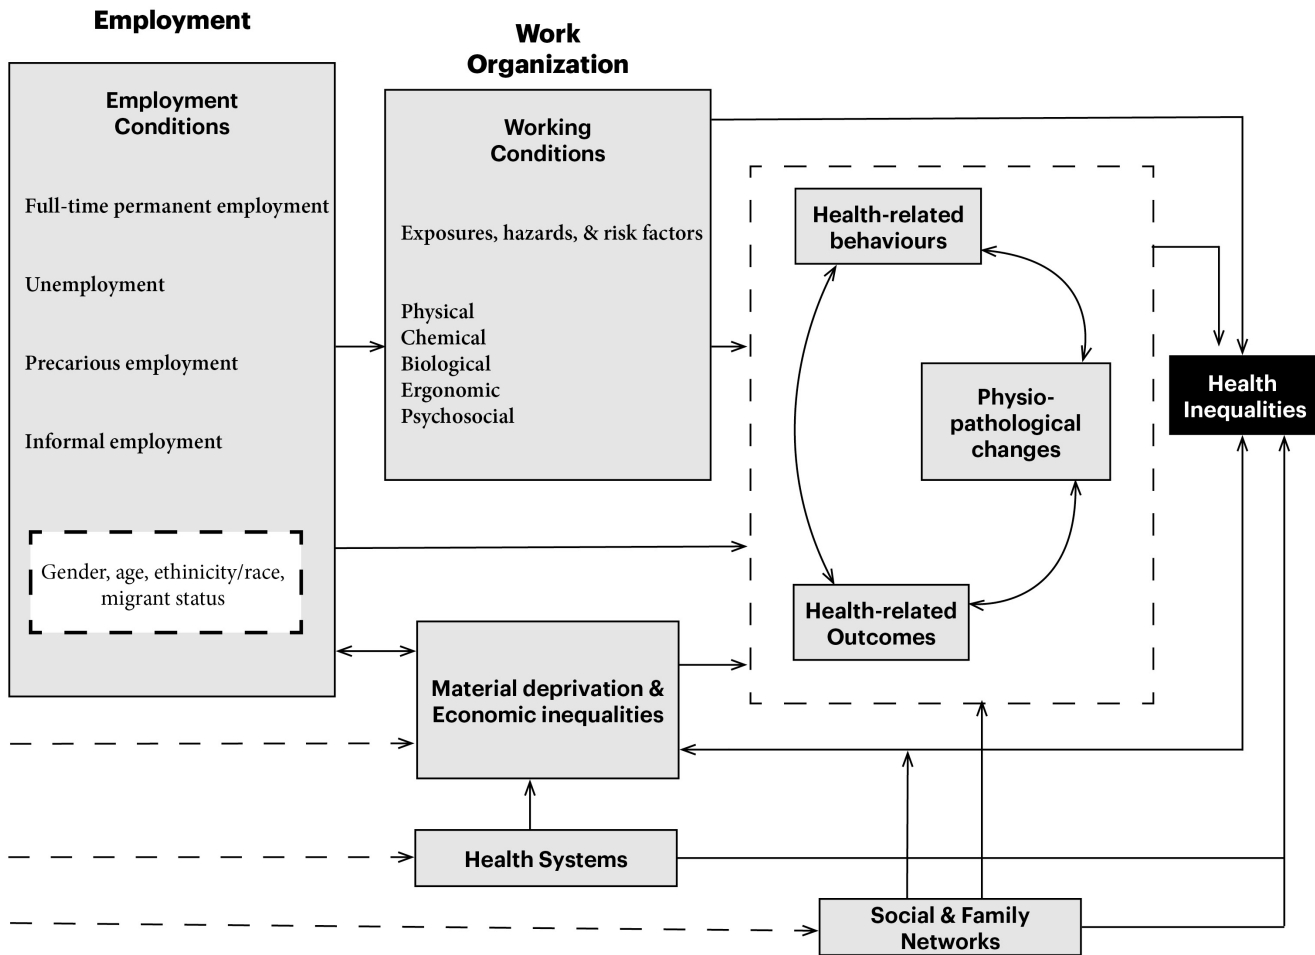 Employment
Employment
Conditions
Full-time permanent employment
Unemployment
Precarious employment
Informal employment
Gender, age, ethinicity/race,
migrant status
Work
Organization
Working
Conditions
Exposures, hazards, & risk factors
Physical
Chemical
Biological
Ergonomic
Psychosocial
Material deprivation &
Economic inequalities
Health Systems
Health-related
behaviours
Physio-
pathological
changes
Health-related
Outcomes
Social & Family
Networks
Health
Inequalities